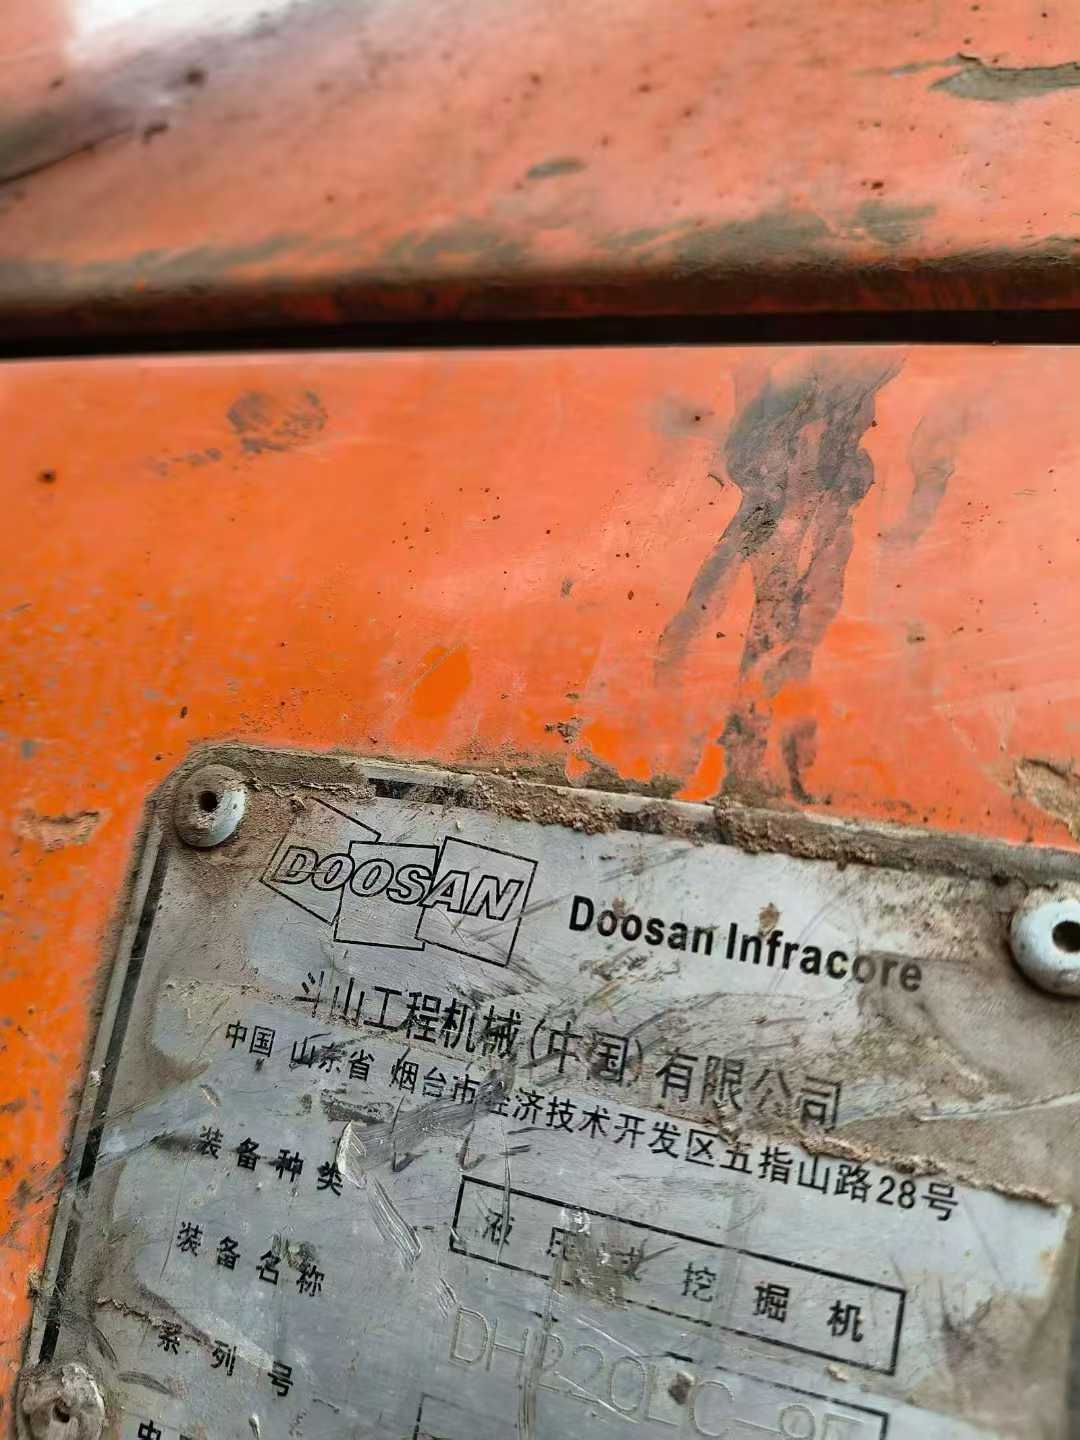 DOOSAN
Doosan Infracore
斗山工程机械(中国)有限公司
中国 山东省 烟台市经济技术开发区五指山路28号
装备种类
液压式挖掘机
装备名称
DH220LC-9E
系列号